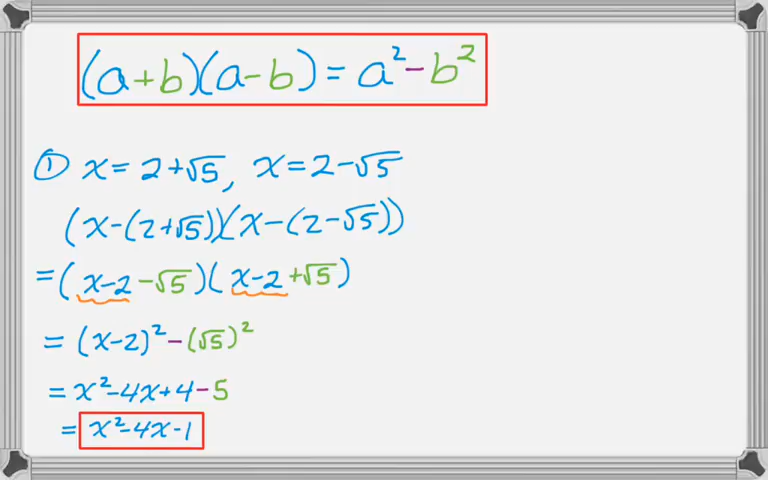 (a+b)(a-b) = a²-b²
① x = 2+√5, x = 2-√5
(x-(2+√5)(x-(2-√5))
= (x-2-√5)(x-2+√5)
= (x-2)²-(√5)²
= x²-4x+4-5
= x²-4x-1